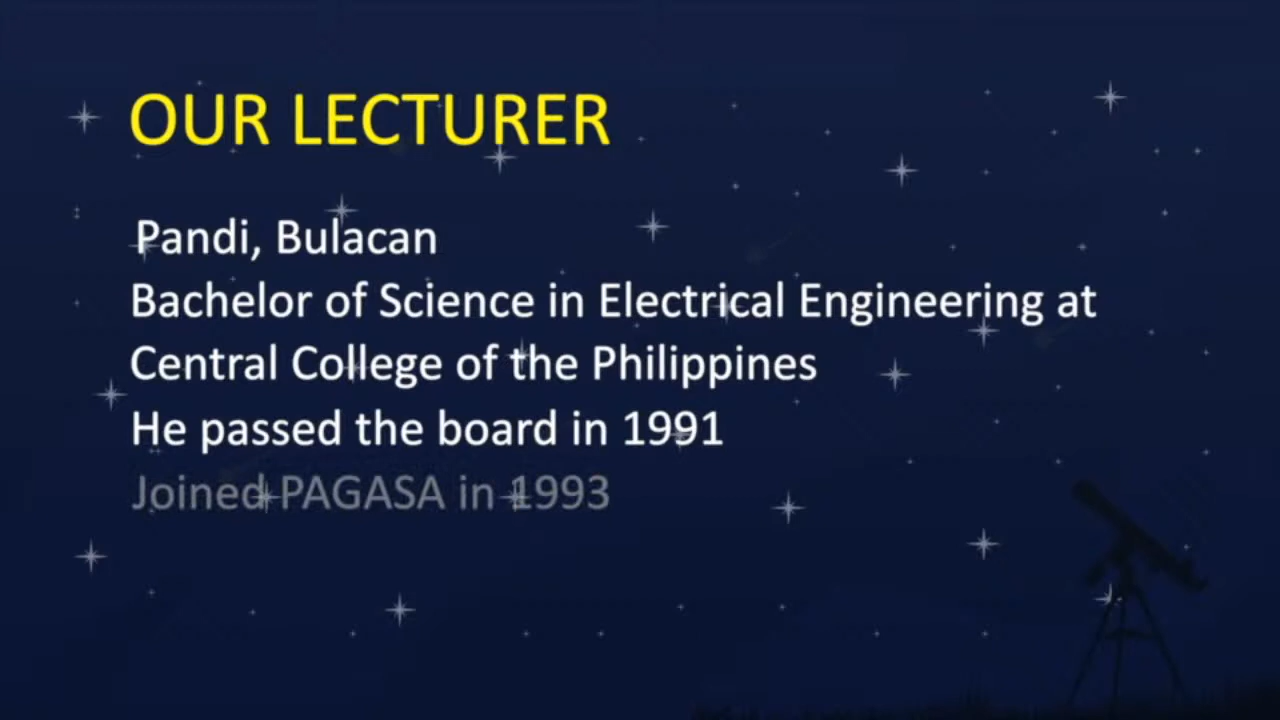 OUR LECTURER
Pandi, Bulacan
Bachelor of Science in Electrical Engineering at
Central College of the Philippines
He passed the board in 1991
Joined PAGASA in 1993